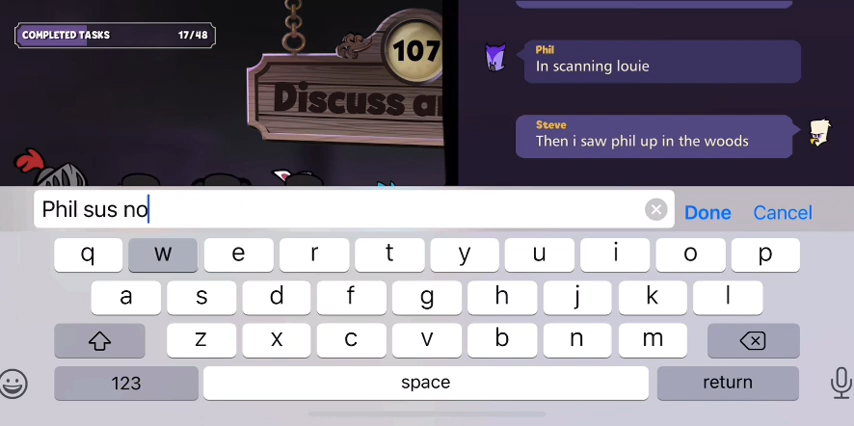 COMPLETED TASKS 17/48
107
Discuss a
Phil
In scanning louie
Steve
Then i saw phil up in the woods
Phil sus no
Done Cancel
q w e r t y u i o p
a s d f g h j k l
z x c v b n m
123 space return